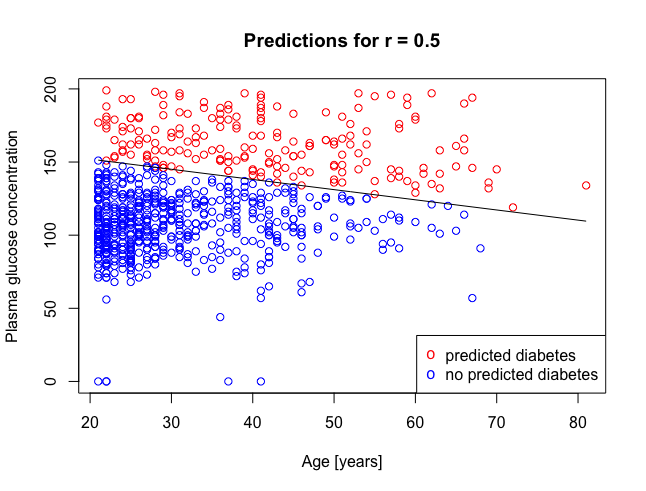 Predictions for r = 0.5
Plasma glucose concentration
200
150
100
50
0
20 30 40 50 60 70 80
Age [years]
O predicted diabetes
O no predicted diabetes